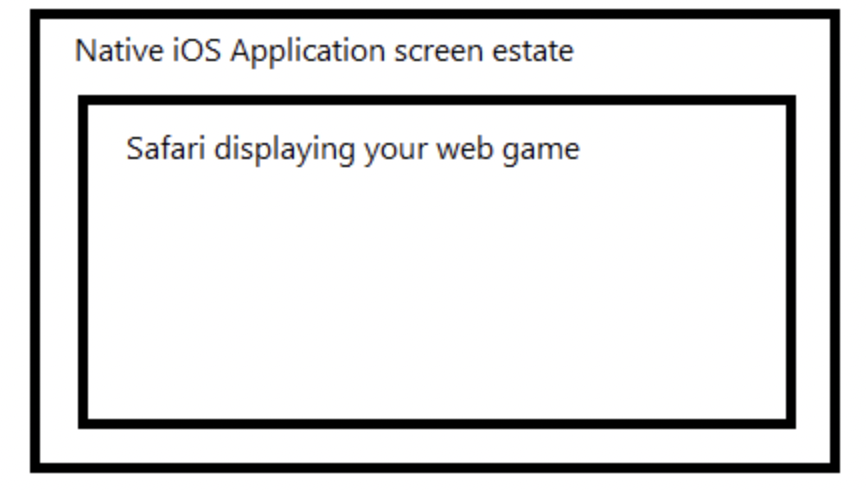 Native iOS Application screen estate
Safari displaying your web game